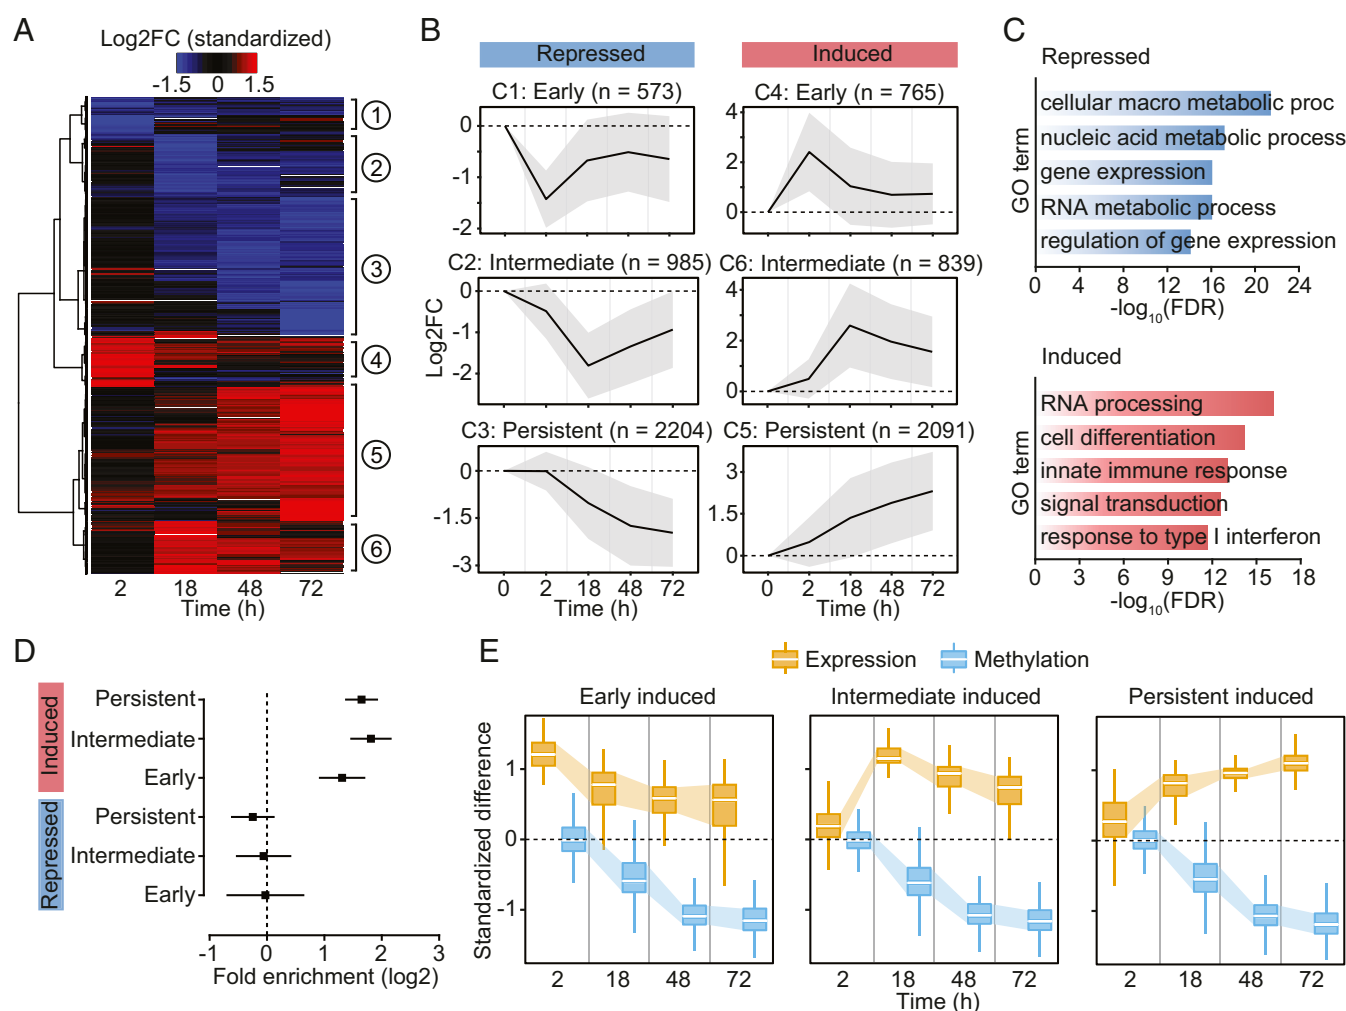 A
Log2FC (standardized)
-1.5 0 1.5
1
2
3
4
5
6
2 18 48 72
Time (h)
B
Repressed
Induced
C1: Early (n = 573)
0
-1
-2
C4: Early (n = 765)
4
2
0
C2: Intermediate (n = 985)
0
-1
-2
Log2FC
C6: Intermediate (n = 839)
4
2
0
C3: Persistent (n = 2204)
0
-1.5
-3
0 2 18 48 72
Time (h)
C5: Persistent (n = 2091)
3
1.5
0
0 2 18 48 72
Time (h)
C
Repressed
GO term
cellular macro metabolic proc
nucleic acid metabolic process
gene expression
RNA metabolic process
regulation of gene expression
0 4 8 12 16 20 24
-log10(FDR)
Induced
GO term
RNA processing
cell differentiation
innate immune response
signal transduction
response to type I interferon
0 3 6 9 12 15 18
-log10(FDR)
D
Induced
Persistent
Intermediate
Early
Repressed
Persistent
Intermediate
Early
-1 0 1 2 3
Fold enrichment (log2)
E
Expression Methylation
Early induced
Intermediate induced
Persistent induced
Standardized difference
1
0
-1
2 18 48 72
2 18 48 72
2 18 48 72
Time (h)